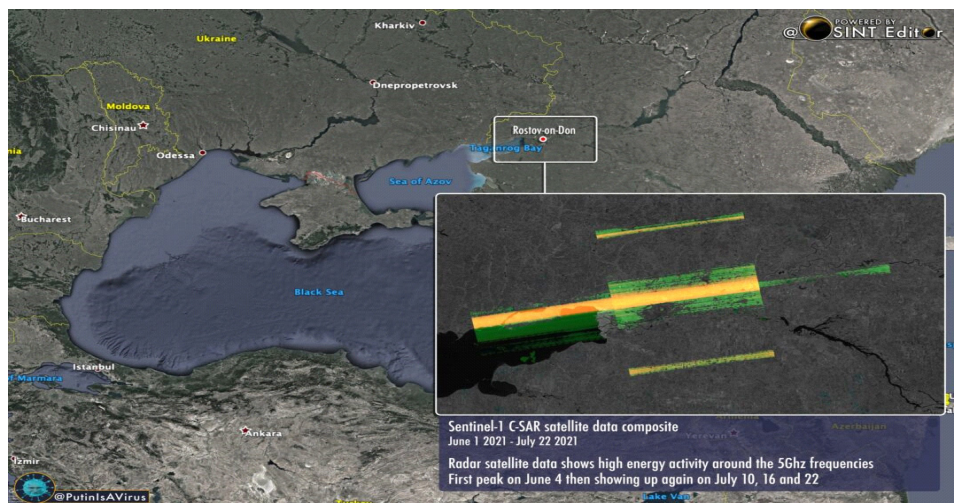 POWERED BY
@ SINT Editor
Kharkiv
Ukraine
Dnepropetrovsk
Moldova
Chisinau
Rostov-on-Don
Odessa
Taganrog Bay
Sea of Azov
Bucharest
Black Sea
Istanbul
of-Marmara
Ankara
Izmir
Sentinel-1 C-SAR satellite data composite
June 1 2021 - July 22 2021
Armenia
Yerevan
Azerbaijan
Radar satellite data shows high energy activity around the 5Ghz frequencies
First peak on June 4 then showing up again on July 10, 16 and 22
@PutinIsAVirus
Turkey
Lake Van